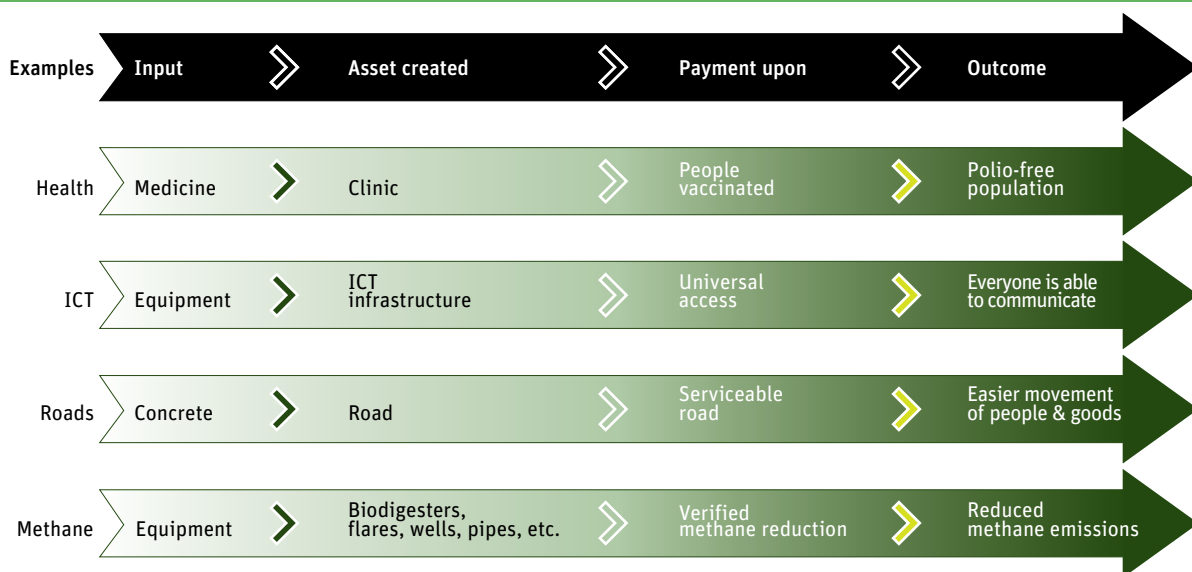 Examples Input Asset created Payment upon Outcome
Health Medicine Clinic People vaccinated Polio-free population
ICT Equipment ICT infrastructure Universal access Everyone is able to communicate
Roads Concrete Road Serviceable road Easier movement of people & goods
Methane Equipment Biodigesters, flares, wells, pipes, etc. Verified methane reduction Reduced methane emissions